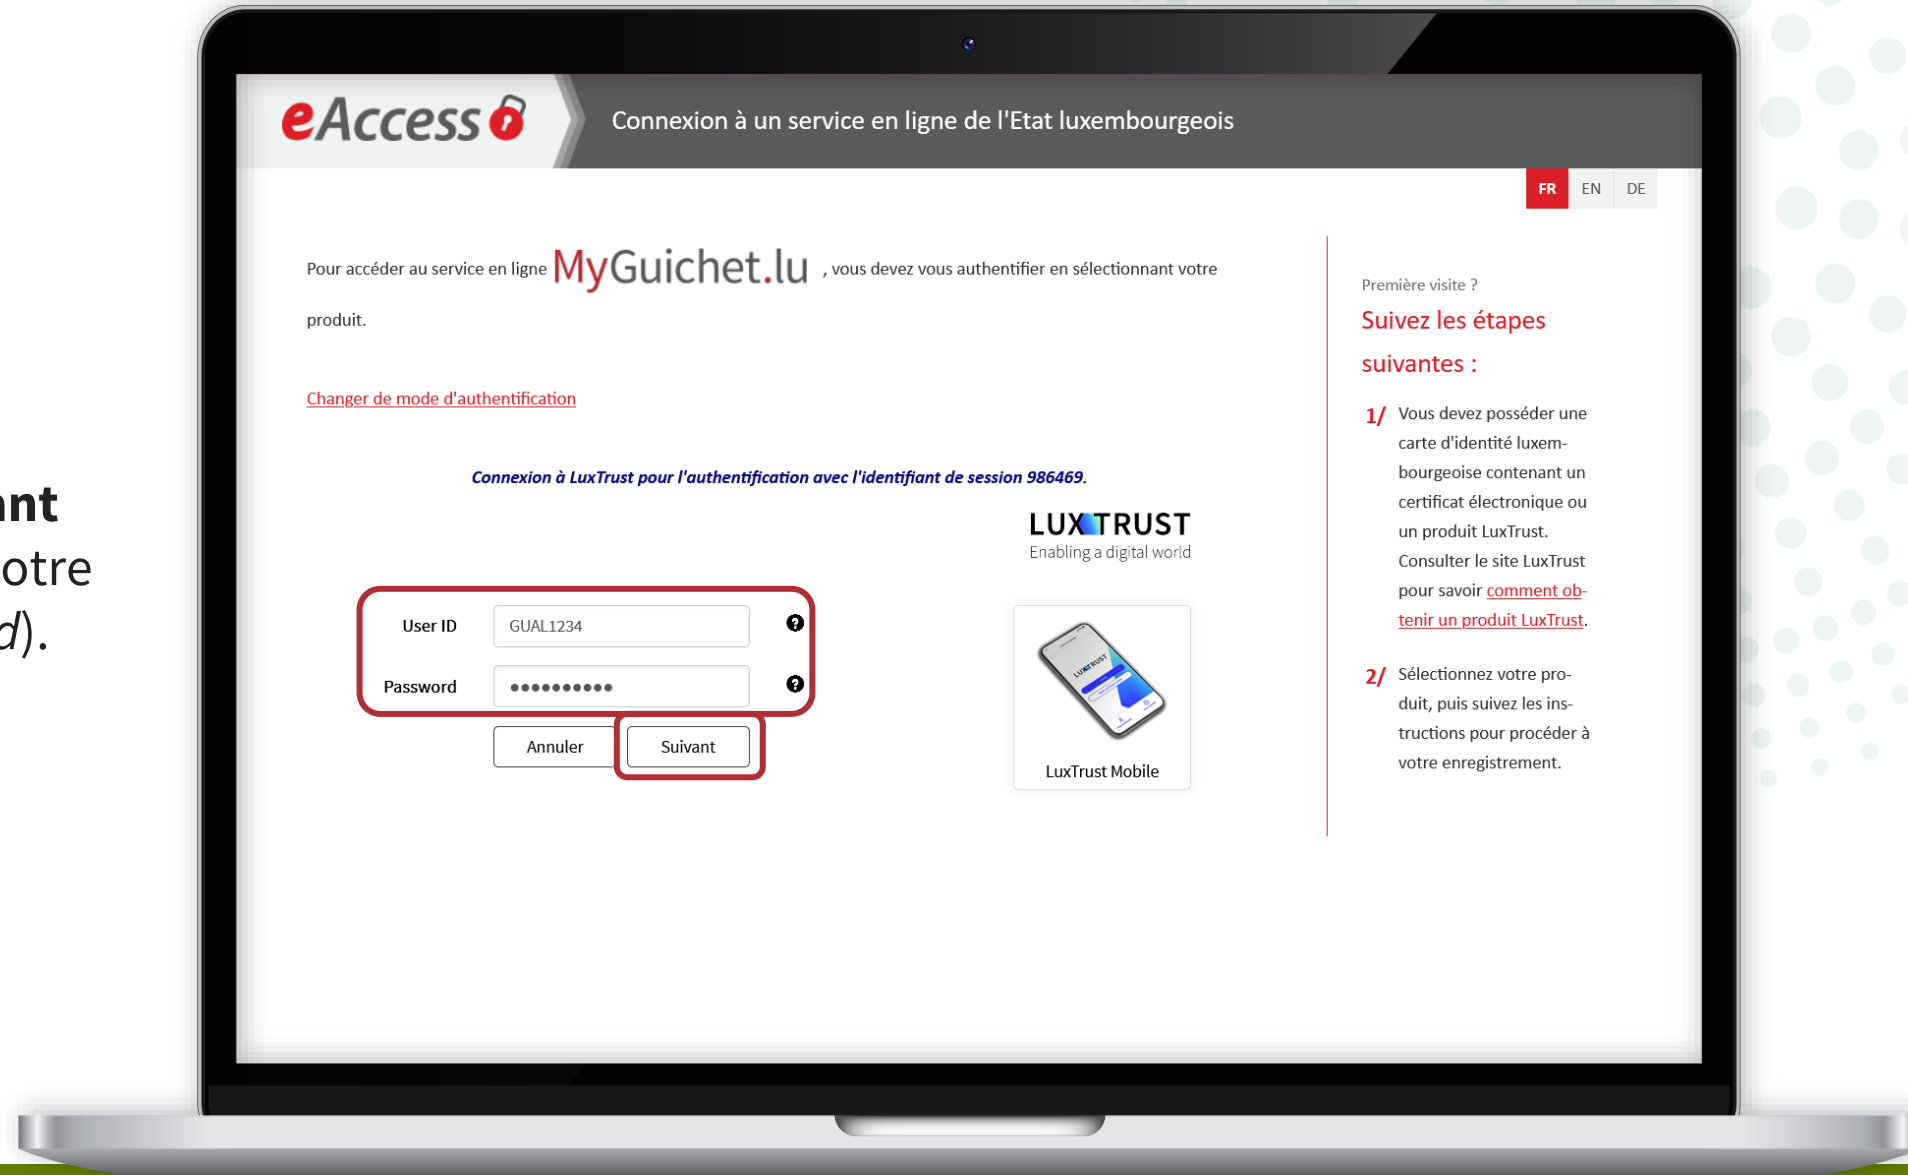 eAccess
Connexion à un service en ligne de l'Etat luxembourgeois
FR EN DE
Pour accéder au service en ligne MyGuichet.lu , vous devez vous authentifier en sélectionnant votre
produit.
Changer de mode d'authentification
Connexion à LuxTrust pour l'authentification avec l'identifiant de session 986469.
LUXTRUST
Enabling a digital world
User ID GUAL1234
Password ●●●●●●●●●●
Annuler Suivant
LUXTRUST
LuxTrust Mobile
Première visite ?
Suivez les étapes
suivantes :
1/ Vous devez posséder une
carte d'identité luxem-
bourgeoise contenant un
certificat électronique ou
un produit LuxTrust.
Consulter le site LuxTrust
pour savoir comment ob-
tenir un produit LuxTrust.
2/ Sélectionnez votre pro-
duit, puis suivez les ins-
tructions pour procéder à
votre enregistrement.
ant
otre
d).